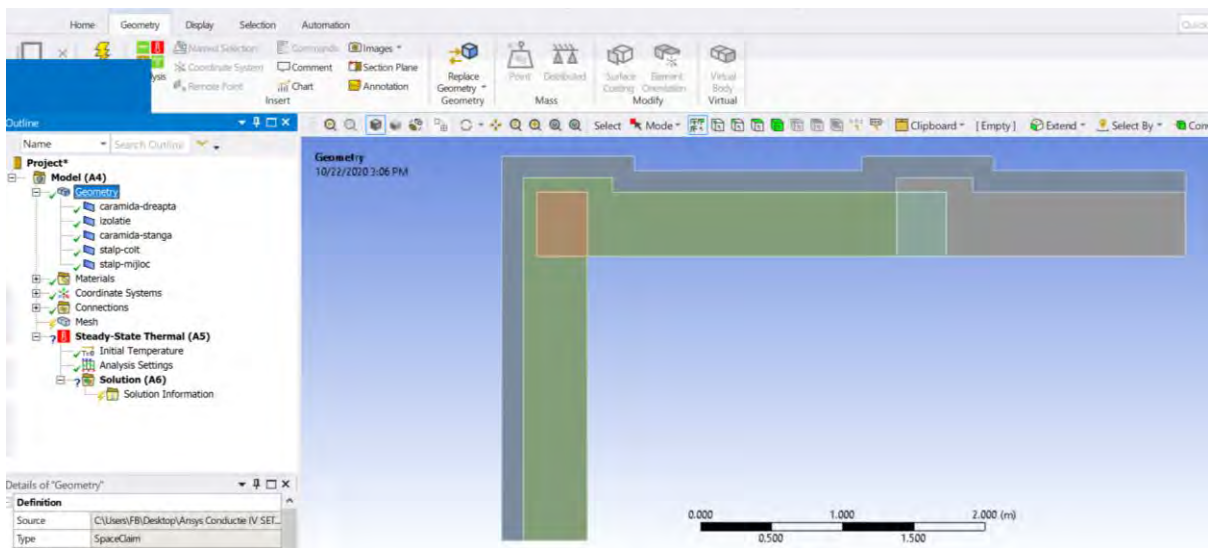 Home Geometry Display Selection Automation
Quick
Named Selection Commands Images
ysis Coordinate System Comment Section Plane
Remote Point Chart Annotation
Replace Geometry
Point Distributed
Surface Coating Element Orientation
Virtual Body
Insert Geometry Mass Modify Virtual
Outline
Select Mode Clipboard [Empty] Extend Select By Con
Name Search Outline
Project*
Model (A4)
Geometry
caramida-dreapta
izolatie
caramida-stanga
stalp-colt
stalp-mijloc
Materials
Coordinate Systems
Connections
Mesh
Steady-State Thermal (A5)
Initial Temperature
Analysis Settings
Solution (A6)
Solution Information
Geometry
10/22/2020 3:06 PM
0.000 1.000 2.000 (m)
0.500 1.500
Details of "Geometry"
Definition
Source C:\Users\FB\Desktop\Ansys Conductie (V SET...
Type SpaceClaim